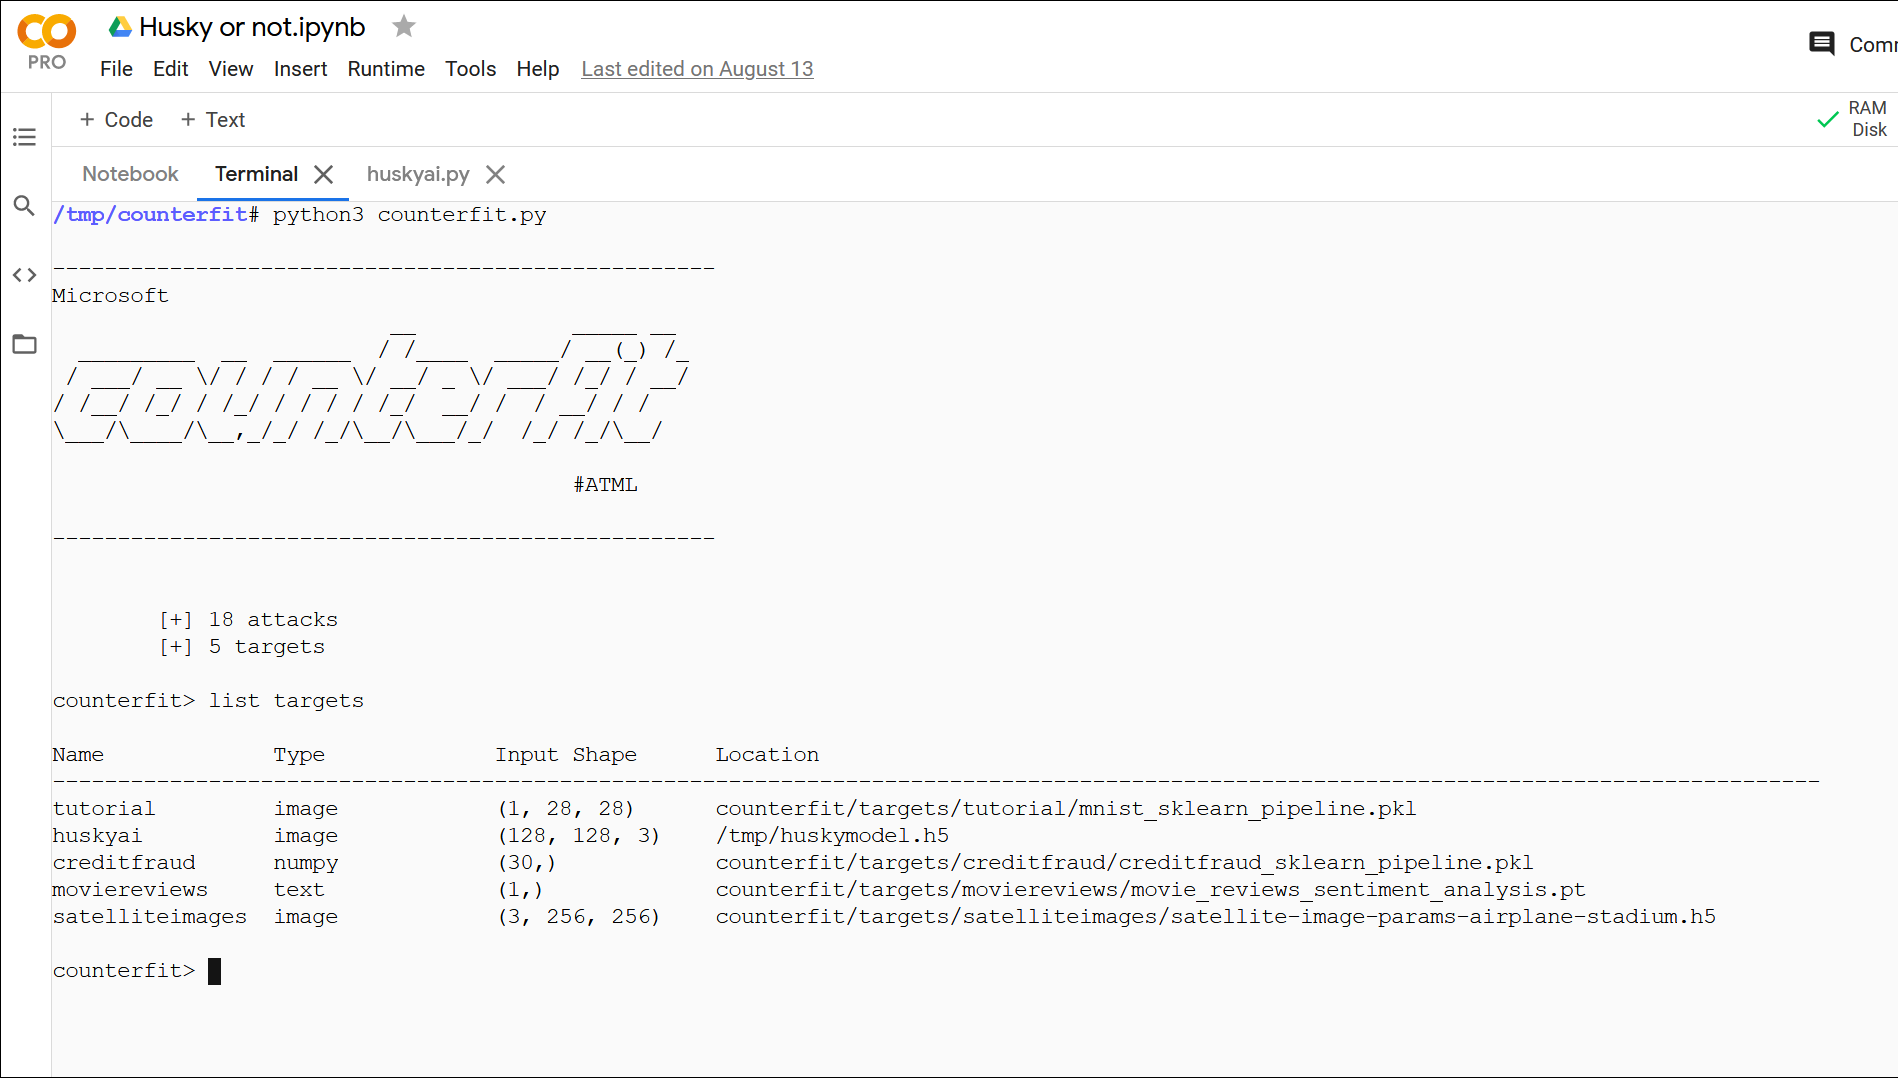 CO PRO
Husky or not.ipynb
File Edit View Insert Runtime Tools Help Last edited on August 13
+ Code + Text
RAM
Disk
Notebook Terminal huskyai.py
/tmp/counterfit# python3 counterfit.py
---------------------------------------------------
Microsoft
counterfit
#ATML
---------------------------------------------------
[+] 18 attacks
[+] 5 targets
counterfit> list targets
Name Type Input Shape Location
----------------------------------------------------------------------------------------------------------------------------------------
tutorial image (1, 28, 28) counterfit/targets/tutorial/mnist_sklearn_pipeline.pkl
huskyai image (128, 128, 3) /tmp/huskymodel.h5
creditfraud numpy (30,) counterfit/targets/creditfraud/creditfraud_sklearn_pipeline.pkl
moviereviews text (1,) counterfit/targets/moviereviews/movie_reviews_sentiment_analysis.pt
satelliteimages image (3, 256, 256) counterfit/targets/satelliteimages/satellite-image-params-airplane-stadium.h5
counterfit>